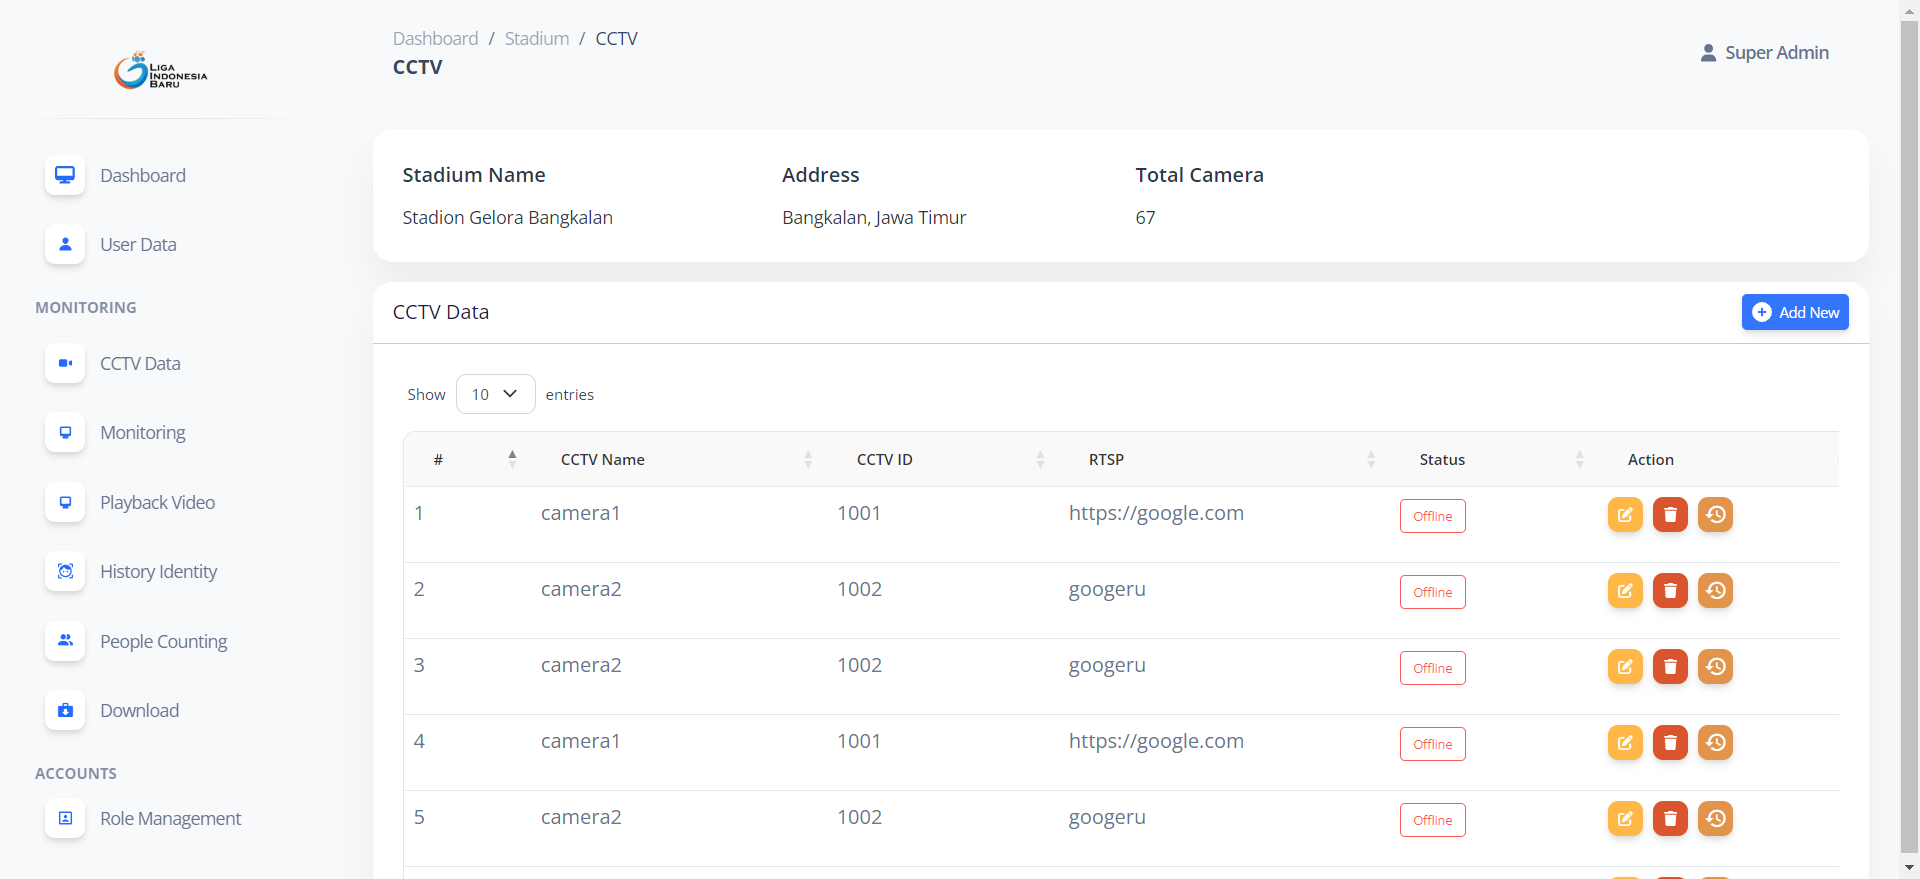 LIGA
INDONESIA
BARU
Dashboard / Stadium / CCTV
CCTV
Super Admin
Dashboard
User Data
MONITORING
CCTV Data
Monitoring
Playback Video
History Identity
People Counting
Download
ACCOUNTS
Role Management
Stadium Name Address Total Camera
Stadion Gelora Bangkalan Bangkalan, Jawa Timur 67
CCTV Data
Add New
Show 10 entries
# CCTV Name CCTV ID RTSP Status Action
1 camera1 1001 https://google.com Offline
2 camera2 1002 googeru Offline
3 camera2 1002 googeru Offline
4 camera1 1001 https://google.com Offline
5 camera2 1002 googeru Offline